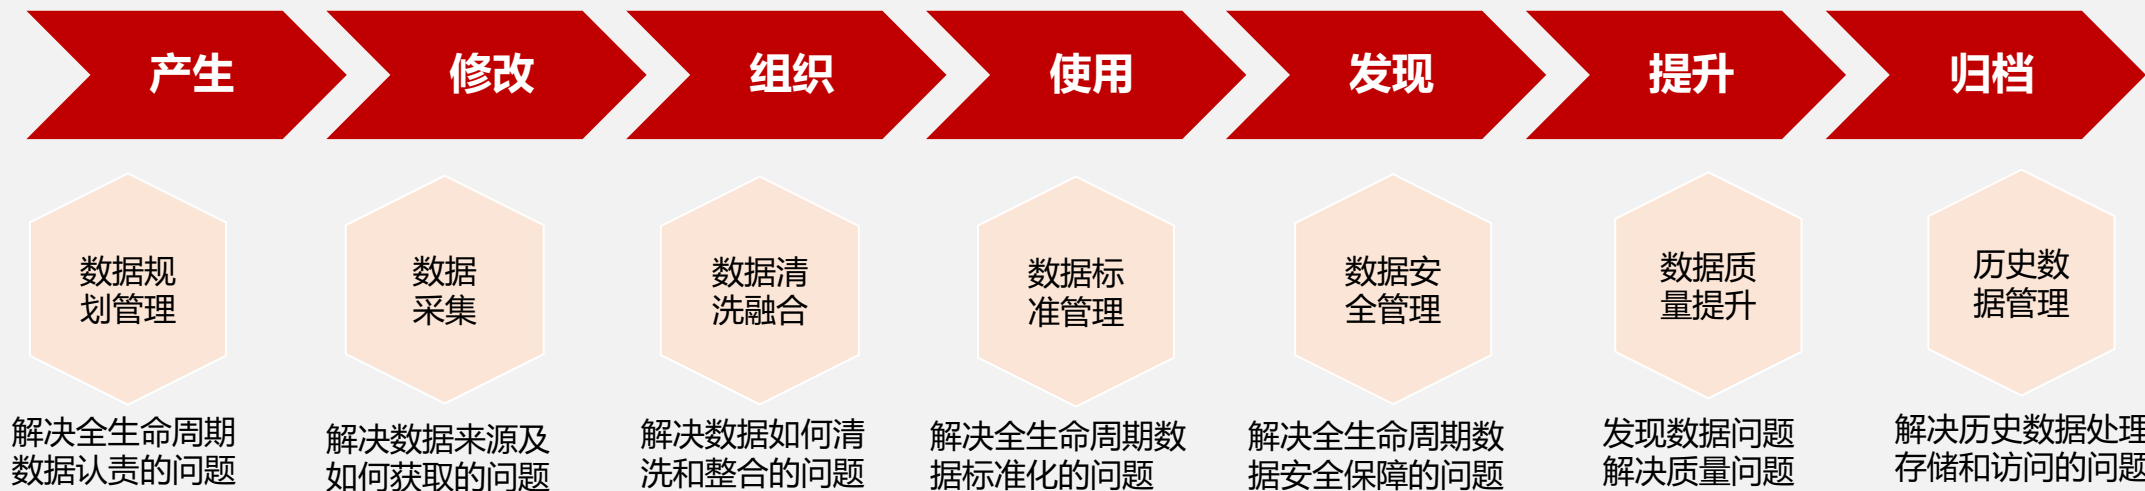 产生
修改
组织
使用
发现
提升
归档
数据规
划管理
数据
采集
数据清
洗融合
数据标
准管理
数据安
全管理
数据质
量提升
历史数
据管理
解决全生命周期
数据认责的问题
解决数据来源及
如何获取的问题
解决数据如何清
洗和整合的问题
解决全生命周期数
据标准化的问题
解决全生命周期数
据安全保障的问题
发现数据问题
解决质量问题
解决历史数据处理
存储和访问的问题